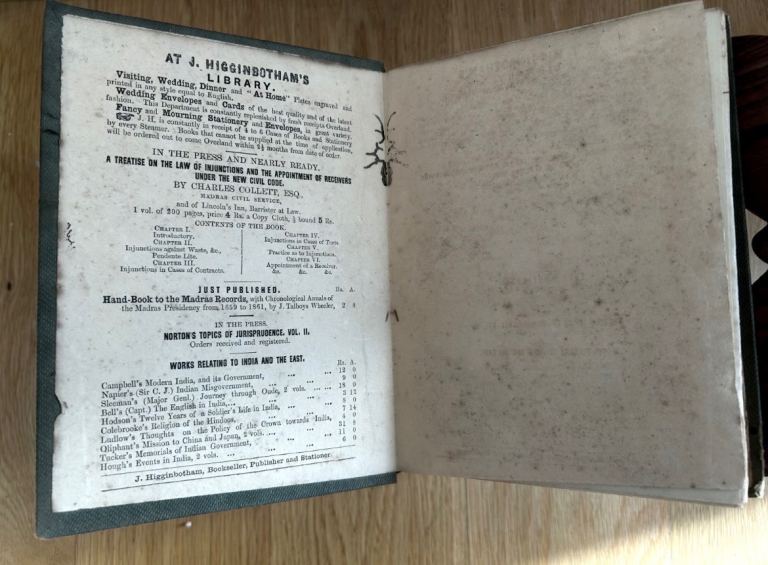 AT J. HIGGINBOTHAM'S
LIBRARY.
Visiting, Wedding, Dinner and "At Home" Plates engraved and
printed in any style equal to English.
Wedding Envelopes and Cards of the best quality and of the latest
fashion. This Department is constantly replenished by fresh receipts Overland.
Fancy and Mourning Stationery and Envelopes, in great variety.
J. H. is constantly in receipt of 4 to 6 Cases of Books and Stationery
by every Steamer. Books that cannot be supplied at the time of application,
will be ordered out to come Overland within 2½ months from date of order.
IN THE PRESS AND NEARLY READY.
A TREATISE ON THE LAW OF INJUNCTIONS AND THE APPOINTMENT OF RECEIVERS
UNDER THE NEW CIVIL CODE.
BY CHARLES COLLETT, ESQ.,
MADRAS CIVIL SERVICE,
and of Lincoln's Inn, Barrister at Law.
1 vol. of 200 pages, price 4 Rs. a Copy Cloth, ½ bound 5 Rs.
CONTENTS OF THE BOOK.
CHAPTER I.
Introductory.
CHAPTER II.
Injunctions against Waste, &c.,
Pendente Lite.
CHAPTER III.
Injunctions in Cases of Contracts.
CHAPTER IV.
Injunctions in Cases of Torts
CHAPTER V.
Practice as to Injunctions.
CHAPTER VI.
Appointment of a Receiver.
&c. &c. &c.
JUST PUBLISHED. Rs. A.
Hand-Book to the Madras Records, with Chronological Annals of
the Madras Presidency from 1659 to 1861, by J. Talboys Wheeler, 2 8
IN THE PRESS.
NORTON'S TOPICS OF JURISPRUDENCE. VOL. II.
Orders received and registered.
WORKS RELATING TO INDIA AND THE EAST.
Rs. A.
Campbell's Modern India, and its Government, ... ... 12 0
Napier's (Sir C. J.) Indian Misgovernment, ... ... 9 0
Sleeman's (Major Genl.) Journey through Oude, 2 vols. ... ... 18 0
Bell's (Capt.) The English in India,... ... ... 3 12
Hodson's Twelve Years of a Soldier's Life in India, ... 8 0
Colebrooke's Religion of the Hindoos, ... ... 7 14
Ludlow's Thoughts on the Policy of the Crown towards India, 4 0
Oliphant's Mission to China and Japan, 2 vols. ... ... 31 8
Tucker's Memorials of Indian Government, ... ... 11 0
Hough's Events in India, 2 vols. ... ... ... 6 0
J. Higginbotham, Bookseller, Publisher and Stationer.